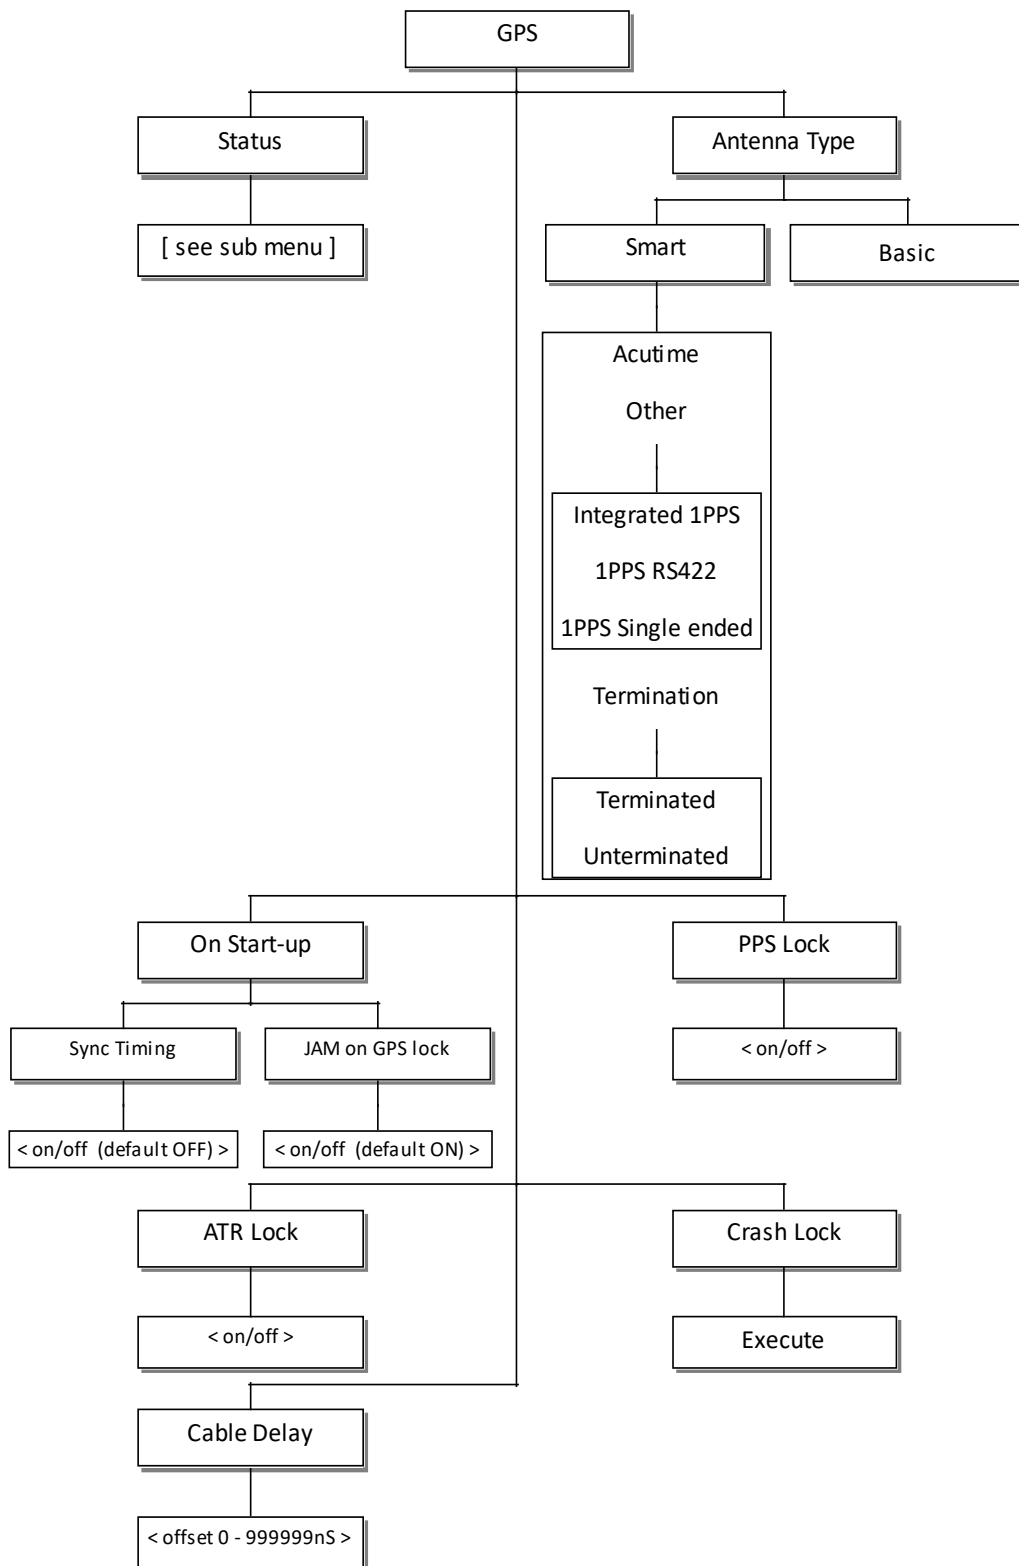 GPS
Status
Antenna Type
[ see sub menu ]
Smart
Basic
Acutime
Other
Integrated 1PPS
1PPS RS422
1PPS Single ended
Termination
Terminated
Unterminated
On Start-up
PPS Lock
Sync Timing
JAM on GPS lock
< on/off >
< on/off (default OFF) >
< on/off (default ON) >
ATR Lock
Crash Lock
< on/off >
Execute
Cable Delay
< offset 0 - 999999nS >